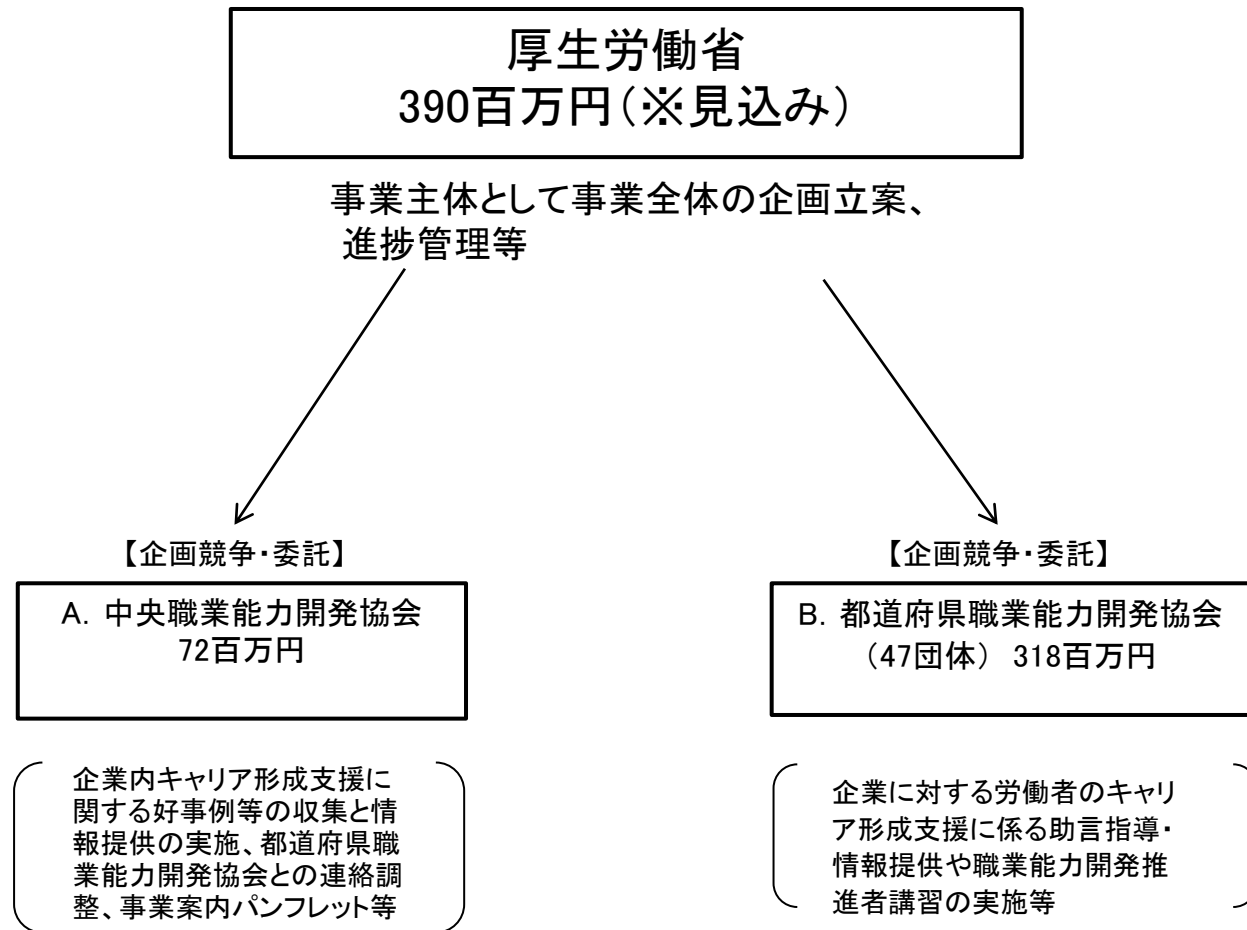 厚生労働省
390百万円(※見込み)
事業主体として事業全体の企画立案、
進捗管理等
【企画競争・委託】
A. 中央職業能力開発協会
72百万円
企業内キャリア形成支援に
関する好事例等の収集と情
報提供の実施、都道府県職
業能力開発協会との連絡調
整、事業案内パンフレット等
【企画競争・委託】
B. 都道府県職業能力開発協会
(47団体) 318百万円
企業に対する労働者のキャリ
ア形成支援に係る助言指導・
情報提供や職業能力開発推
進者講習の実施等